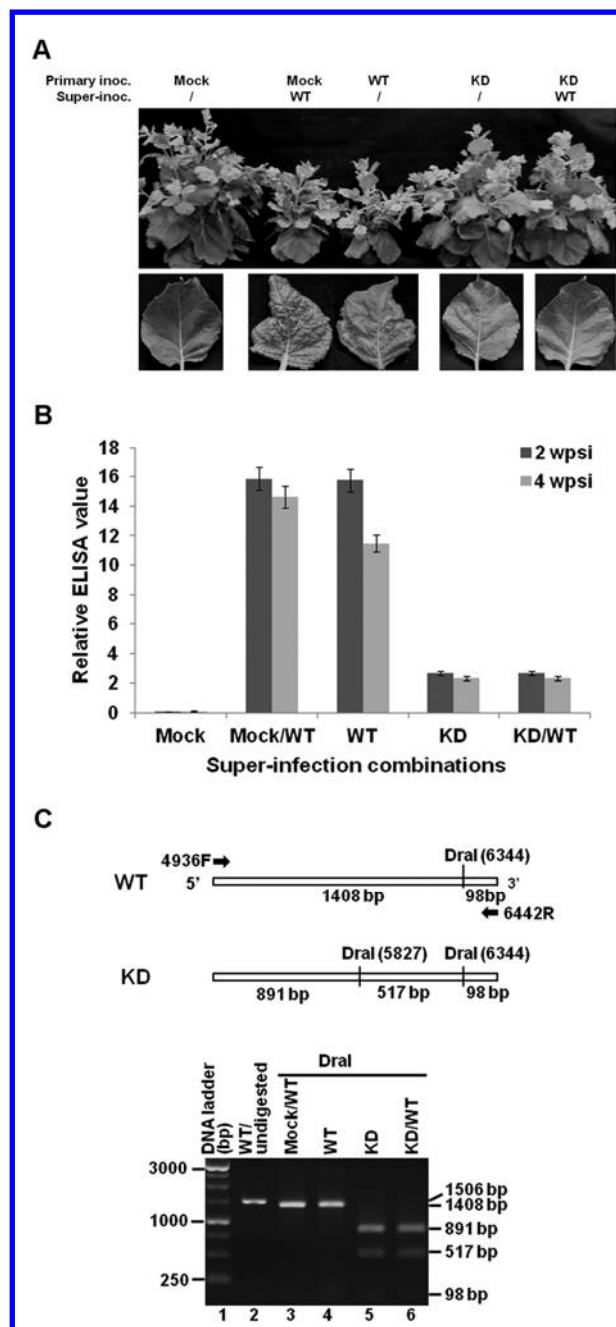 A
Primary inoc. Mock Mock WT KD KD
Super-inoc. / WT / / WT
B
Relative ELISA value
18
16
14
12
10
8
6
4
2
0
2 wpsi
4 wpsi
Mock Mock/WT WT KD KD/WT
Super-infection combinations
C
4936F
DraI (6344)
WT 5' 3'
1408 bp 98bp
6442R
DraI (5827) DraI (6344)
KD
891 bp 517 bp 98 bp
DraI
DNA ladder (bp)
WT/undigested
Mock/WT
WT
KD
KD/WT
3000
1000
250
1506 bp
1408 bp
891 bp
517 bp
98 bp
1 2 3 4 5 6